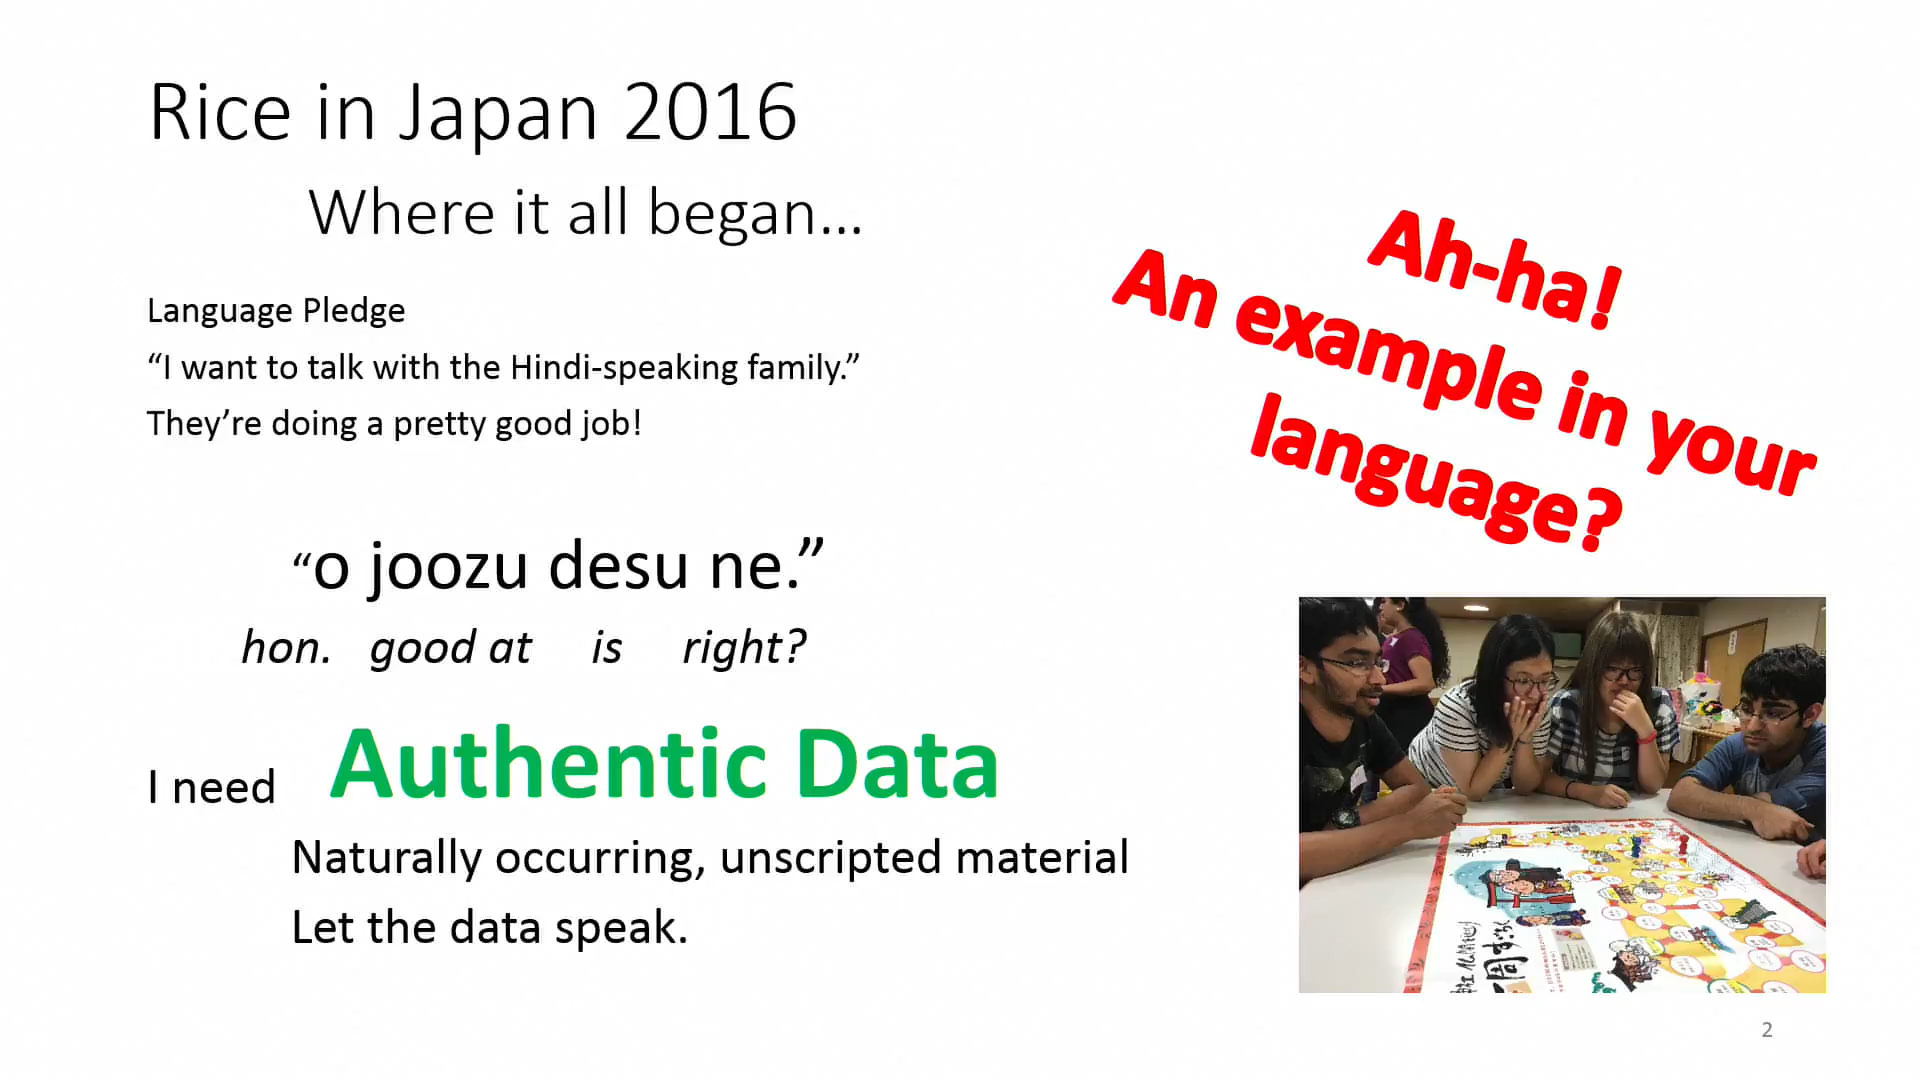 Rice in Japan 2016
Where it all began...
Language Pledge
“I want to talk with the Hindi-speaking family.”
They’re doing a pretty good job!
“o joozu desu ne.”
hon. good at is right?
I need Authentic Data
Naturally occurring, unscripted material
Let the data speak.
Ah-ha!
An example in your
language?
2